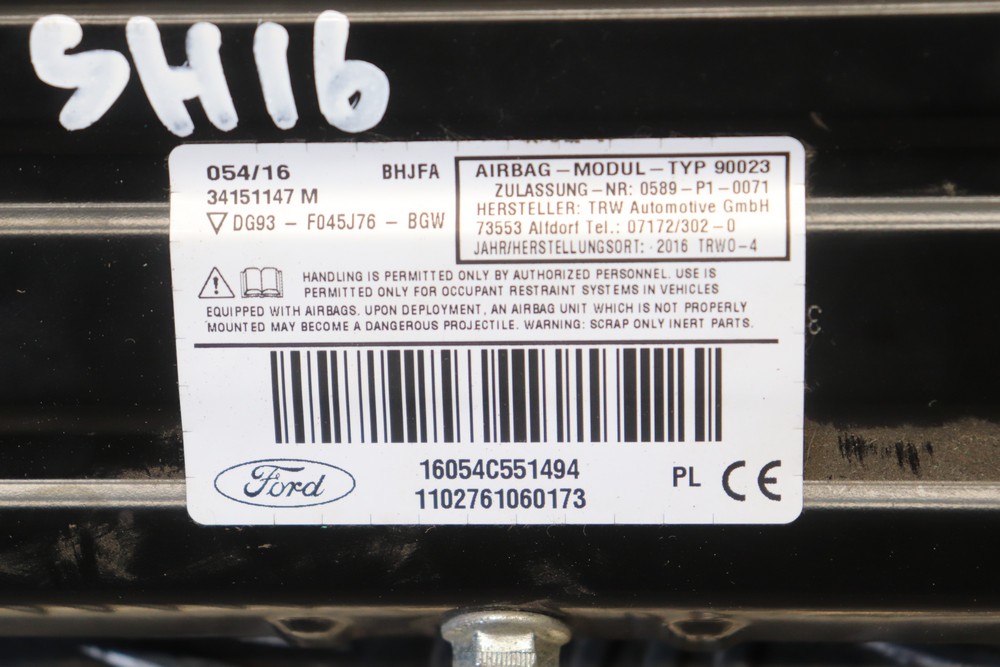 SH16
054/16 BHJFA
34151147 M
DG93 - F045J76 - BGW
AIRBAG - MODUL - TYP 90023
ZULASSUNG - NR: 0589 - P1 - 0071
HERSTELLER: TRW Automotive GmbH
73553 Alfdorf Tel.: 07172/302 - 0
JAHR/HERSTELLUNGSORT: 2016 TRWO - 4
HANDLING IS PERMITTED ONLY BY AUTHORIZED PERSONNEL. USE IS
PERMITTED ONLY FOR OCCUPANT RESTRAINT SYSTEMS IN VEHICLES
EQUIPPED WITH AIRBAGS. UPON DEPLOYMENT, AN AIRBAG UNIT WHICH IS NOT PROPERLY
MOUNTED MAY BECOME A DANGEROUS PROJECTILE. WARNING: SCRAP ONLY INERT PARTS.
Ford
16054C551494
1102761060173
PL CE